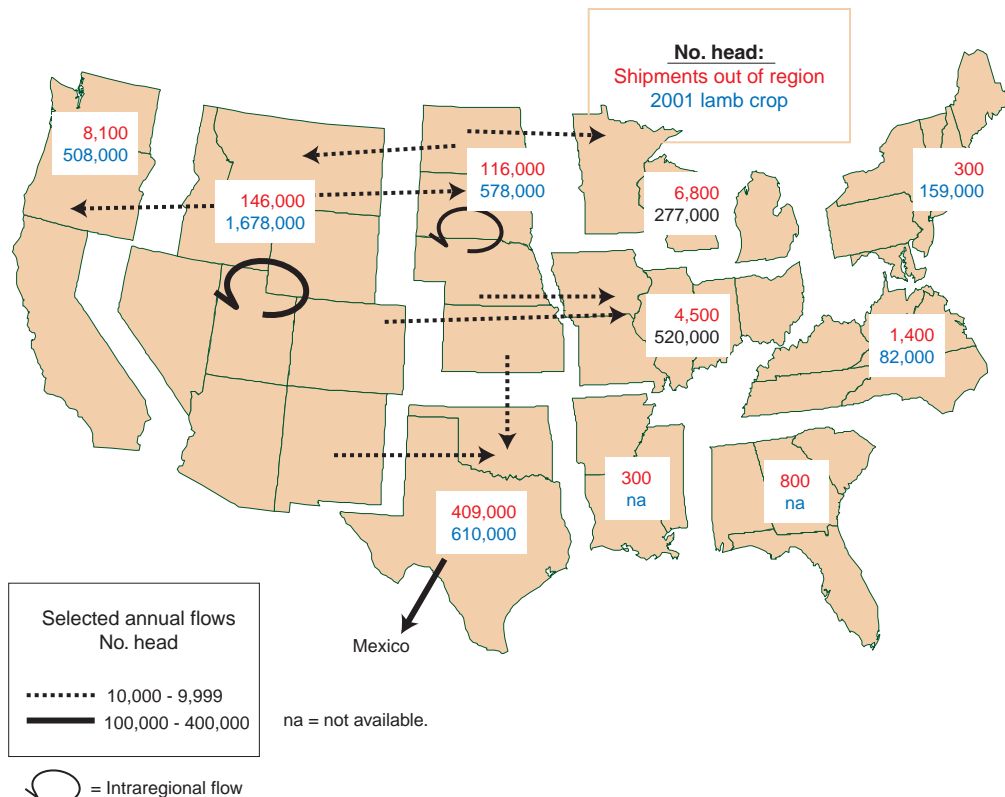 No. head:
Shipments out of region
2001 lamb crop
8,100
508,000
146,000
1,678,000
116,000
578,000
6,800
277,000
300
159,000
4,500
520,000
1,400
82,000
409,000
610,000
300
na
800
na
Mexico
Selected annual flows
No. head
10,000 - 9,999
100,000 - 400,000
na = not available.
= Intraregional flow